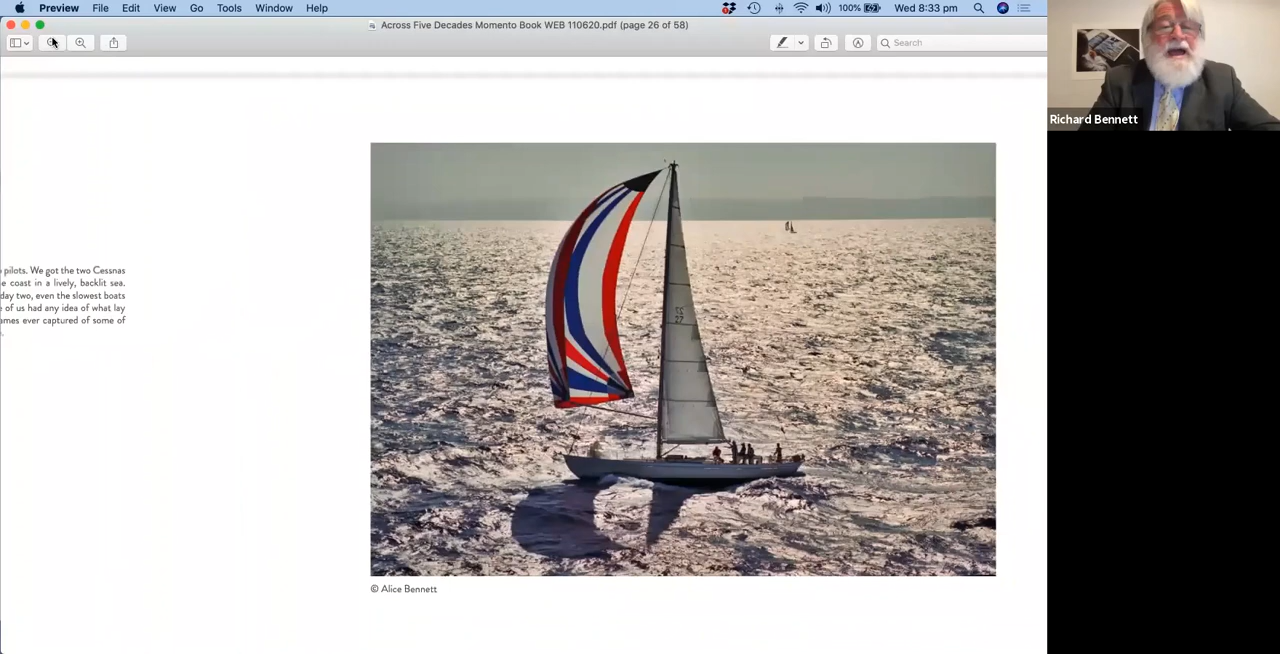 Preview File Edit View Go Tools Window Help
100% Wed 8:33 pm
Across Five Decades Momento Book WEB 110620.pdf (page 26 of 58)
Search
Richard Bennett
pilots. We got the two Cessnas
e coast in a lively, backlit sea.
day two, even the slowest boats
e of us had any idea of what lay
ames ever captured of some of
27
© Alice Bennett